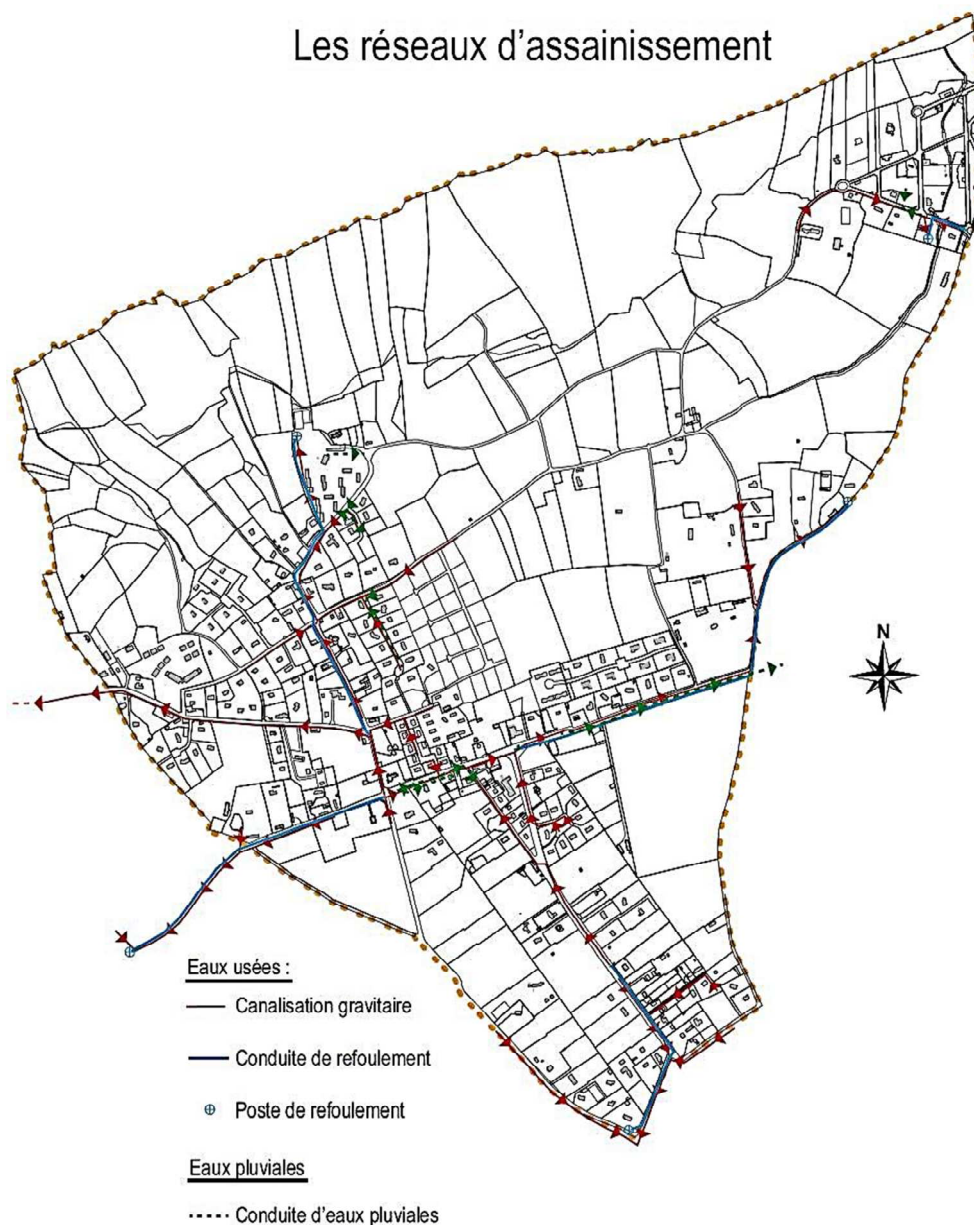 Les réseaux d'assainissement
N
Eaux usées :
Canalisation gravitaire
Conduite de refoulement
Poste de refoulement
Eaux pluviales
Conduite d'eaux pluviales